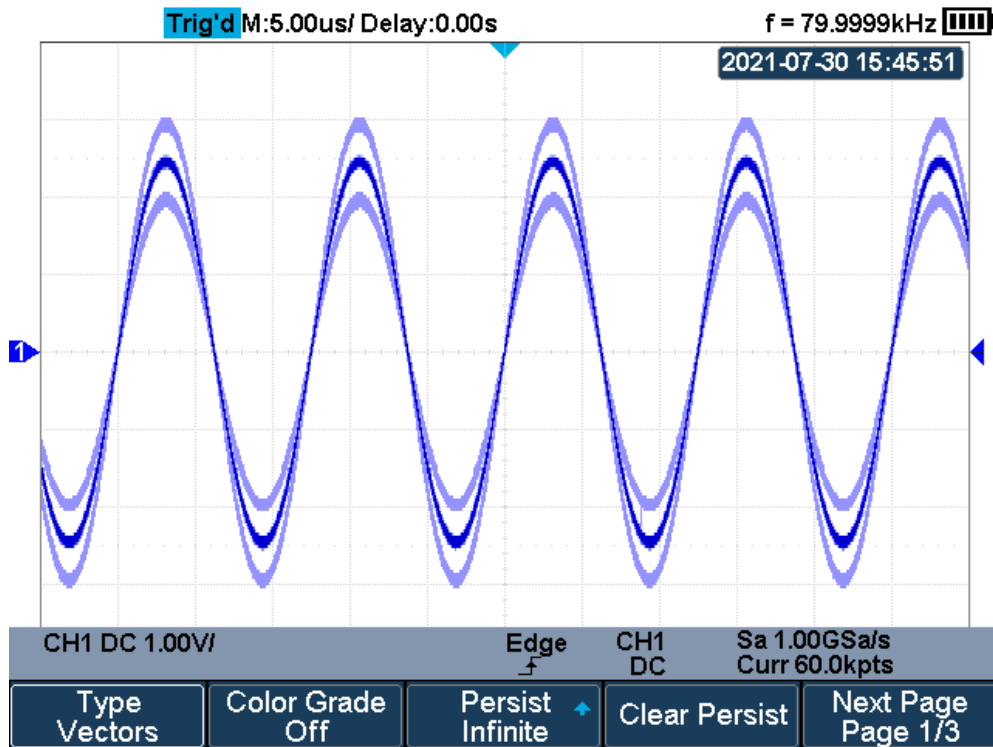 Trig'd M:5.00us/ Delay:0.00s f = 79.9999kHz
2021-07-30 15:45:51
1
CH1 DC 1.00V/ Edge CH1 Sa 1.00GSa/s
DC Curr 60.0kpts
Type Color Grade Persist Clear Persist Next Page
Vectors Off Infinite Page 1/3